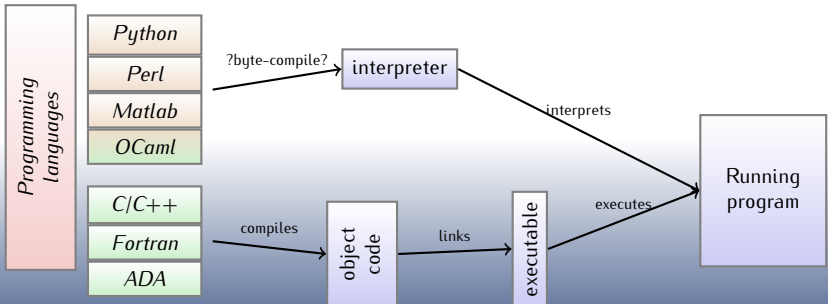 Programming
languages
Python
Perl
Matlab
OCaml
C/C++
Fortran
ADA
?byte-compile?
interpreter
interprets
compiles
object
code
links
executable
executes
Running
program